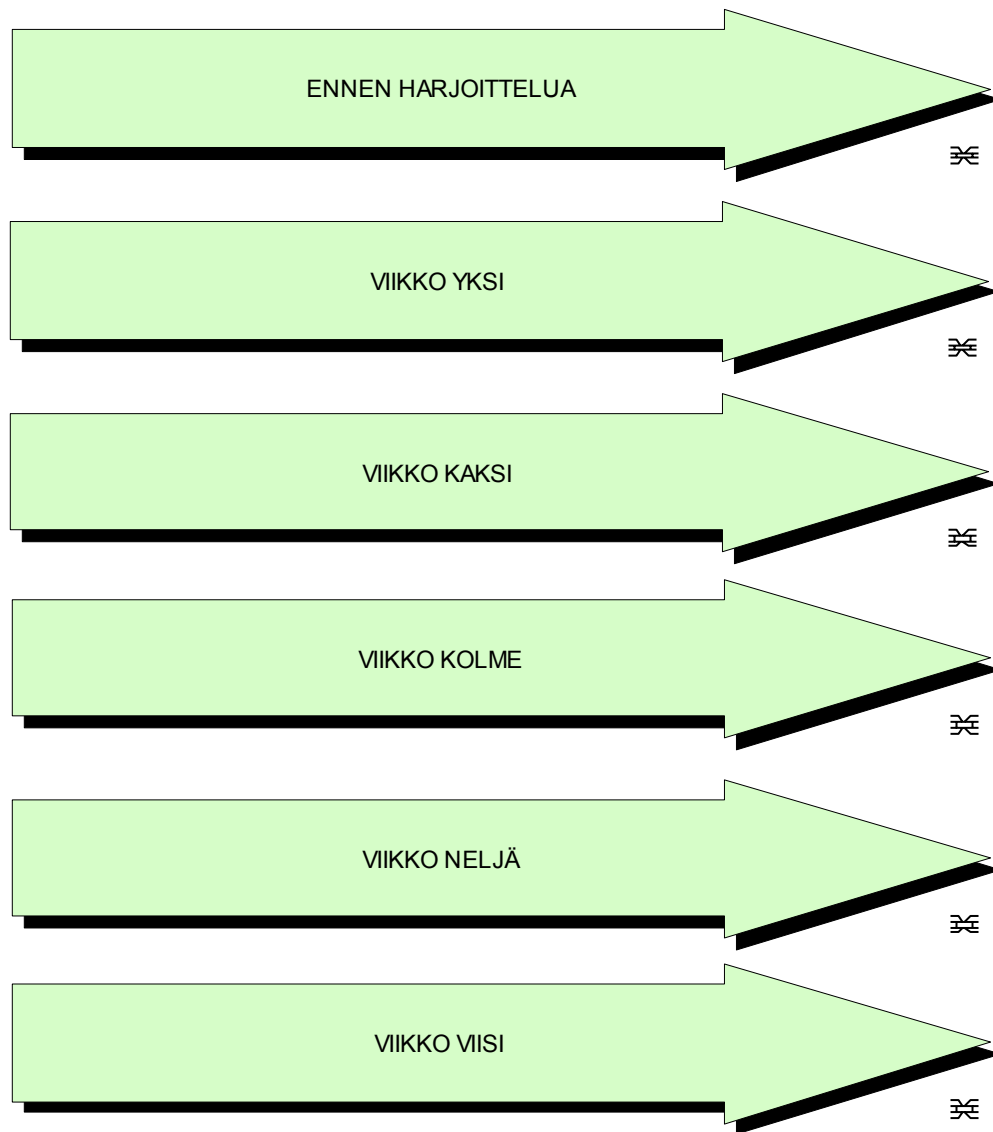 ENNEN HARJOITTELUA
VIIKKO YKSI
VIIKKO KAKSI
VIIKKO KOLME
VIIKKO NELJÄ
VIIKKO VIISI